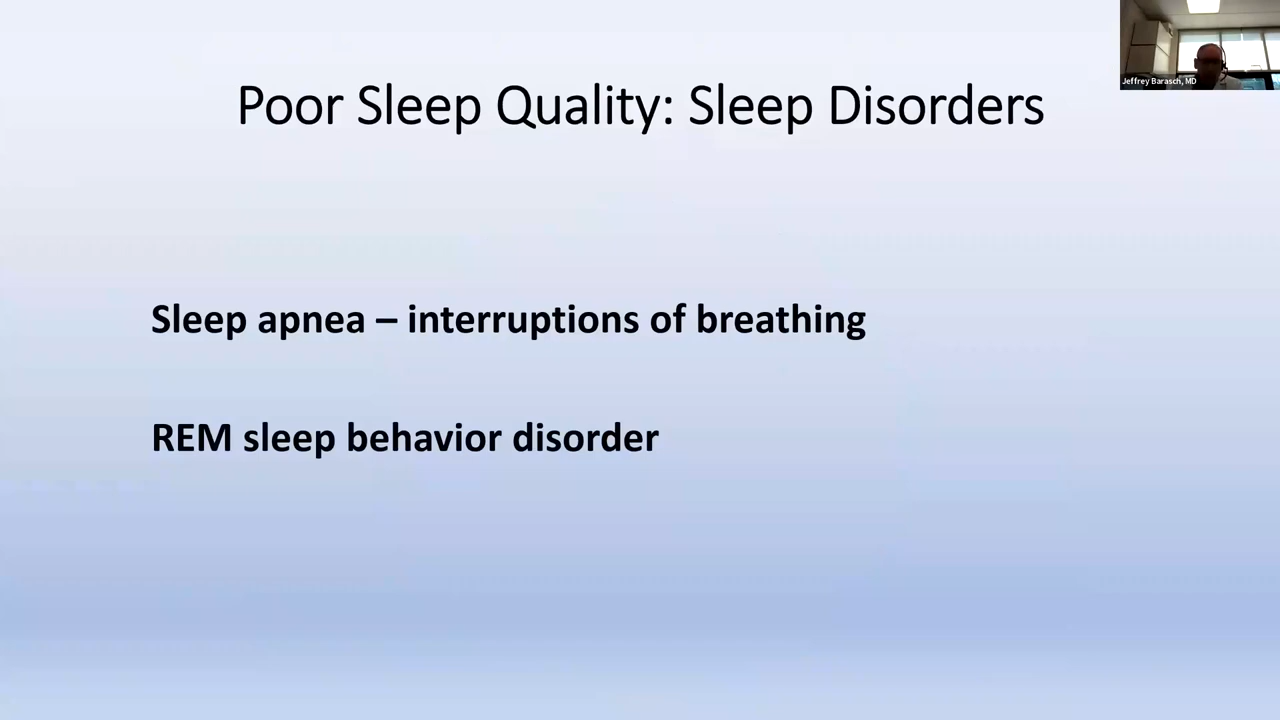 Poor Sleep Quality: Sleep Disorders
Jeffrey Barasch, MD
Sleep apnea – interruptions of breathing
REM sleep behavior disorder